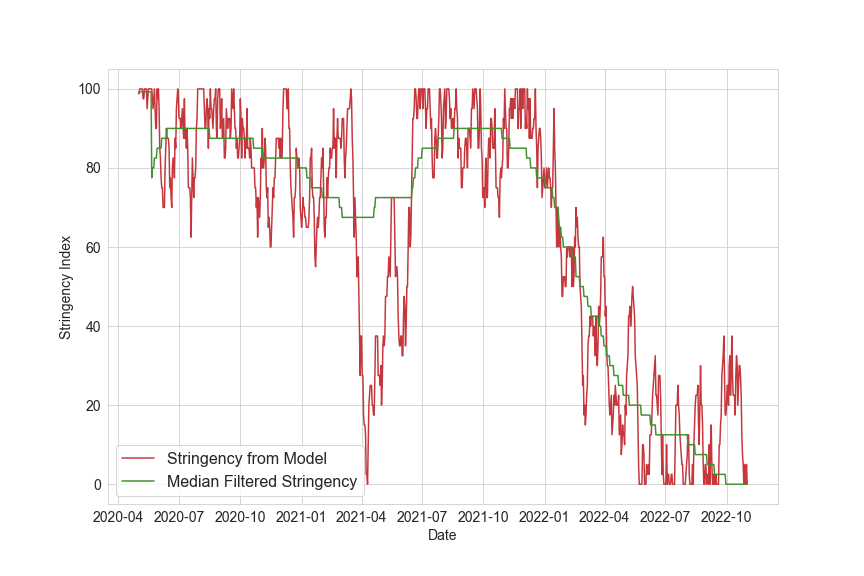 100
80
60
40
20
0
Stringency Index
Stringency from Model
Median Filtered Stringency
2020-04 2020-07 2020-10 2021-01 2021-04 2021-07 2021-10 2022-01 2022-04 2022-07 2022-10
Date